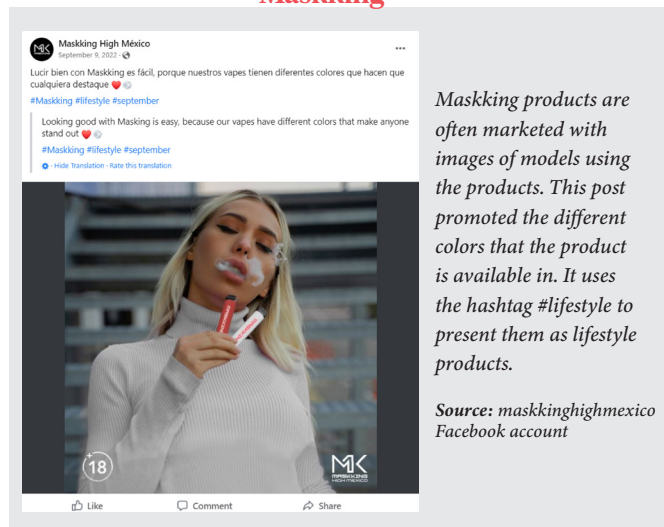 Maskking
Maskking High México
September 9, 2022 ·
Lucir bien con Maskking es fácil, porque nuestros vapes tienen diferentes colores que hacen que
cualquiera destaque
#Maskking #lifestyle #september
Looking good with Masking is easy, because our vapes have different colors that make anyone
stand out
#Maskking #lifestyle #september
· Hide Translation · Rate this translation
Maskking products are
often marketed with
images of models using
the products. This post
promoted the different
colors that the product
is available in. It uses
the hashtag #lifestyle to
present them as lifestyle
products.
Source: maskkinghighmexico
Facebook account
+
18
MK
MASKKING
HIGH MEXICO
Like
Comment
Share